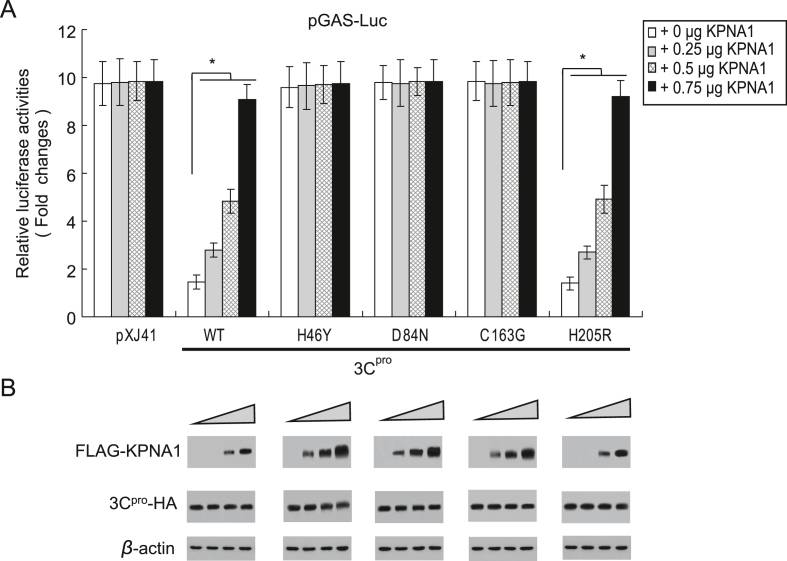 A
pGAS-Luc
+ 0 µg KPNA1
+ 0.25 µg KPNA1
+ 0.5 µg KPNA1
+ 0.75 µg KPNA1
Relative luciferase activities
( Fold changes )
12
10
8
6
4
2
0
*
*
pXJ41 WT H46Y D84N C163G H205R
3Cpro
B
FLAG-KPNA1
3Cpro-HA
β-actin